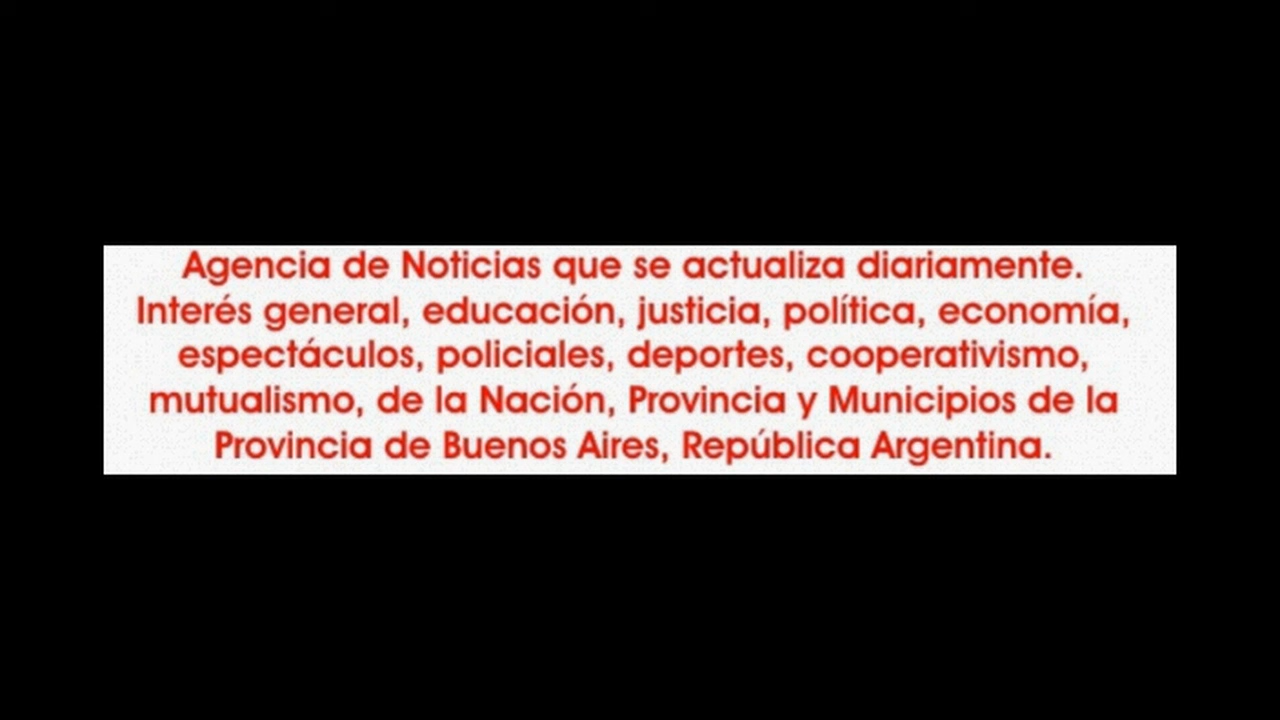 Agencia de Noticias que se actualiza diariamente.
Interés general, educación, justicia, política, economía,
espectáculos, policiales, deportes, cooperativismo,
mutualismo, de la Nación, Provincia y Municipios de la
Provincia de Buenos Aires, República Argentina.